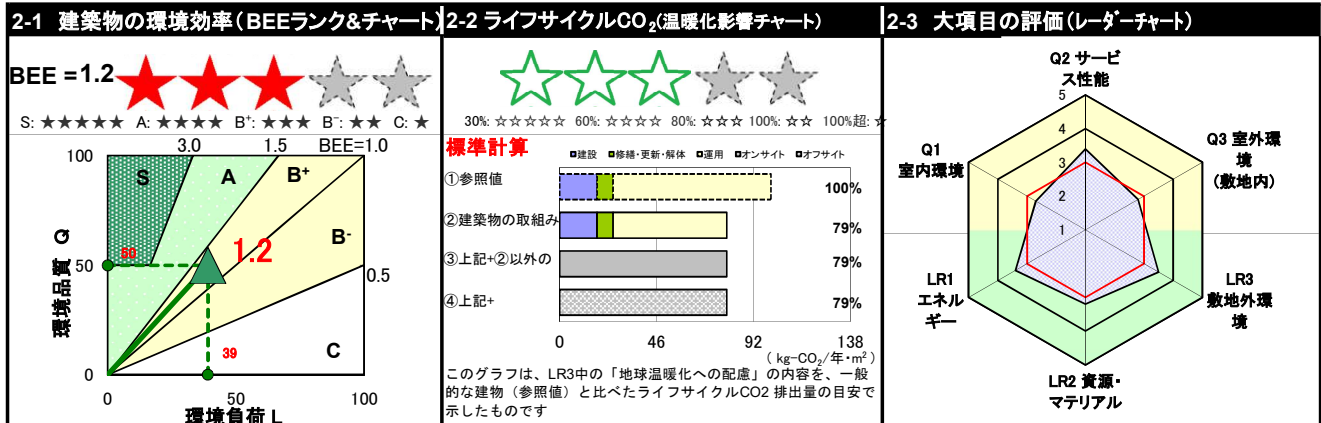 2-1 建築物の環境効率(BEEランク&チャート)
BEE = 1.2
S: ★★★★★ A: ★★★★ B+: ★★★ B-: ★★ C: ★
3.0 1.5 BEE=1.0
100
S
A
B+
B-
0.5
C
50
1.2
50
39
0
0 50 100
環境品質 Q
環境負荷 L
2-2 ライフサイクルCO2(温暖化影響チャート)
30%: ☆☆☆☆☆ 60%: ☆☆☆☆ 80%: ☆☆☆ 100%: ☆☆ 100%超: ☆
標準計算
■建設 ■修繕・更新・解体 □運用 ■オンサイト ■オフサイト
①参照値 100%
②建築物の取組み 79%
③上記+②以外の 79%
④上記+ 79%
0 46 92 138
( kg-CO2/年・m2 )
このグラフは、LR3中の「地球温暖化への配慮」の内容を、一般
的な建物(参照値)と比べたライフサイクルCO2 排出量の目安で
示したものです
2-3 大項目の評価(レーダーチャート)
Q2 サービ
ス性能
5
4
3
2
1
Q1
室内環境
Q3 室外環
境
(敷地内)
LR1
エネル
ギー
LR3
敷地外環
境
LR2 資源・
マテリアル